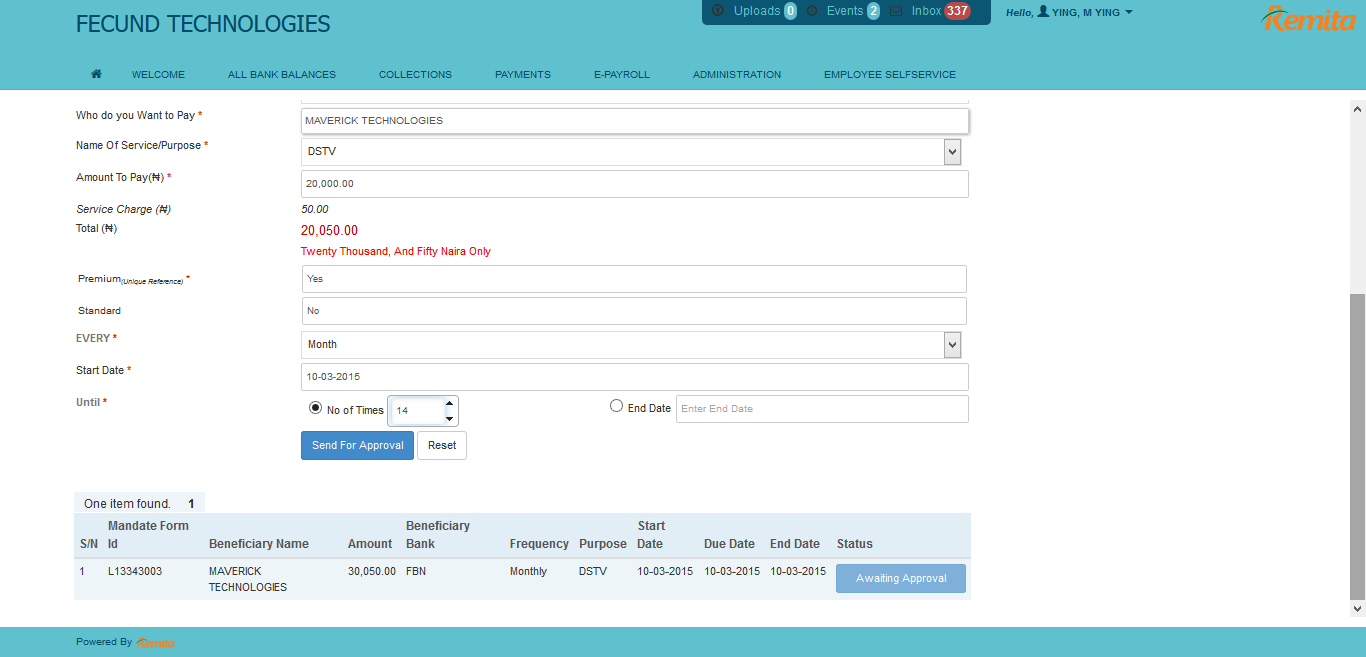 FECUND TECHNOLOGIES
Uploads 0 Events 2 Inbox 337
Hello, YING, M YING
Remita
WELCOME ALL BANK BALANCES COLLECTIONS PAYMENTS E-PAYROLL ADMINISTRATION EMPLOYEE SELFSERVICE
Who do you Want to Pay * MAVERICK TECHNOLOGIES
Name Of Service/Purpose * DSTV
Amount To Pay(₦) * 20,000.00
Service Charge (₦) 50.00
Total (₦) 20,050.00
Twenty Thousand, And Fifty Naira Only
Premium(Unique Reference) * Yes
Standard No
EVERY * Month
Start Date * 10-03-2015
Until * No of Times 14 End Date Enter End Date
Send For Approval Reset
One item found. 1
Mandate Form Beneficiary Start
S/N Id Beneficiary Name Amount Bank Frequency Purpose Date Due Date End Date Status
1 L13343003 MAVERICK 30,050.00 FBN Monthly DSTV 10-03-2015 10-03-2015 10-03-2015 Awaiting Approval
TECHNOLOGIES
Powered By Remita